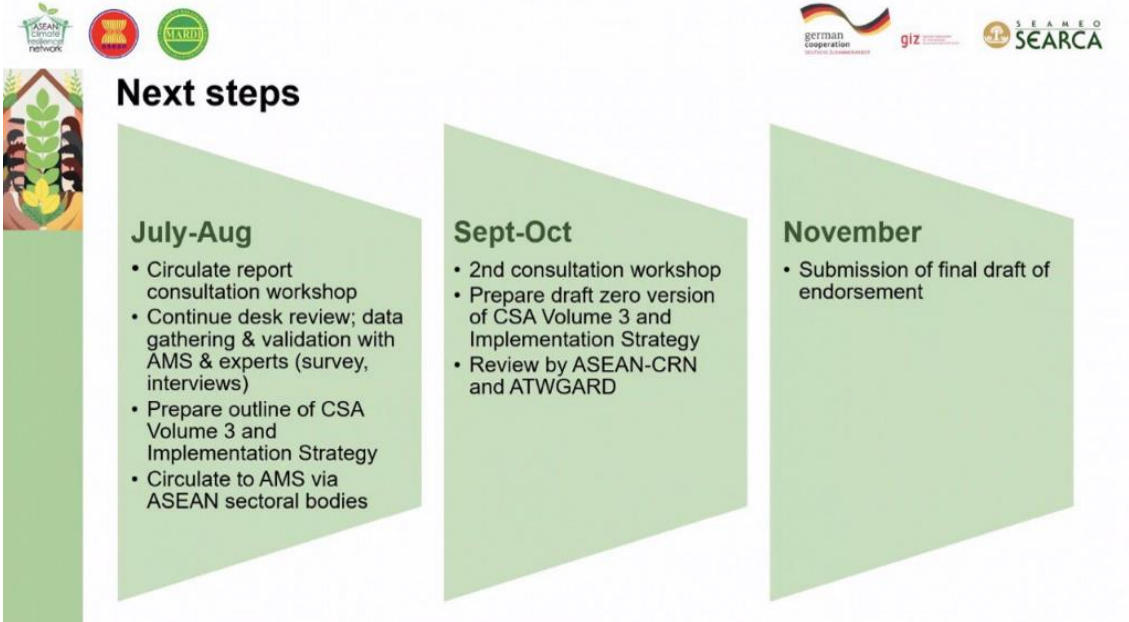 ASEAN
climate
resilience
network
asean
MARDI
german
cooperation
DEUTSCHE ZUSAMMENARBEIT
giz
SEAMEO
SEARCA
Next steps
July-Aug
• Circulate report
consultation workshop
• Continue desk review; data
gathering & validation with
AMS & experts (survey,
interviews)
• Prepare outline of CSA
Volume 3 and
Implementation Strategy
• Circulate to AMS via
ASEAN sectoral bodies
Sept-Oct
• 2nd consultation workshop
• Prepare draft zero version
of CSA Volume 3 and
Implementation Strategy
• Review by ASEAN-CRN
and ATWGARD
November
• Submission of final draft of
endorsement